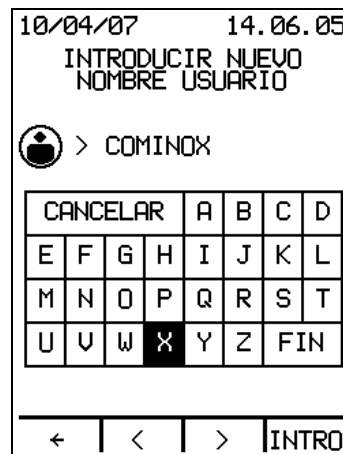 10/04/07 14.06.05
INTRODUCIR NUEVO
NOMBRE USUARIO
> COMINOX
CANCELAR A B C D
E F G H I J K L
M N O P Q R S T
U V W X Y Z FIN
← < > INTRO